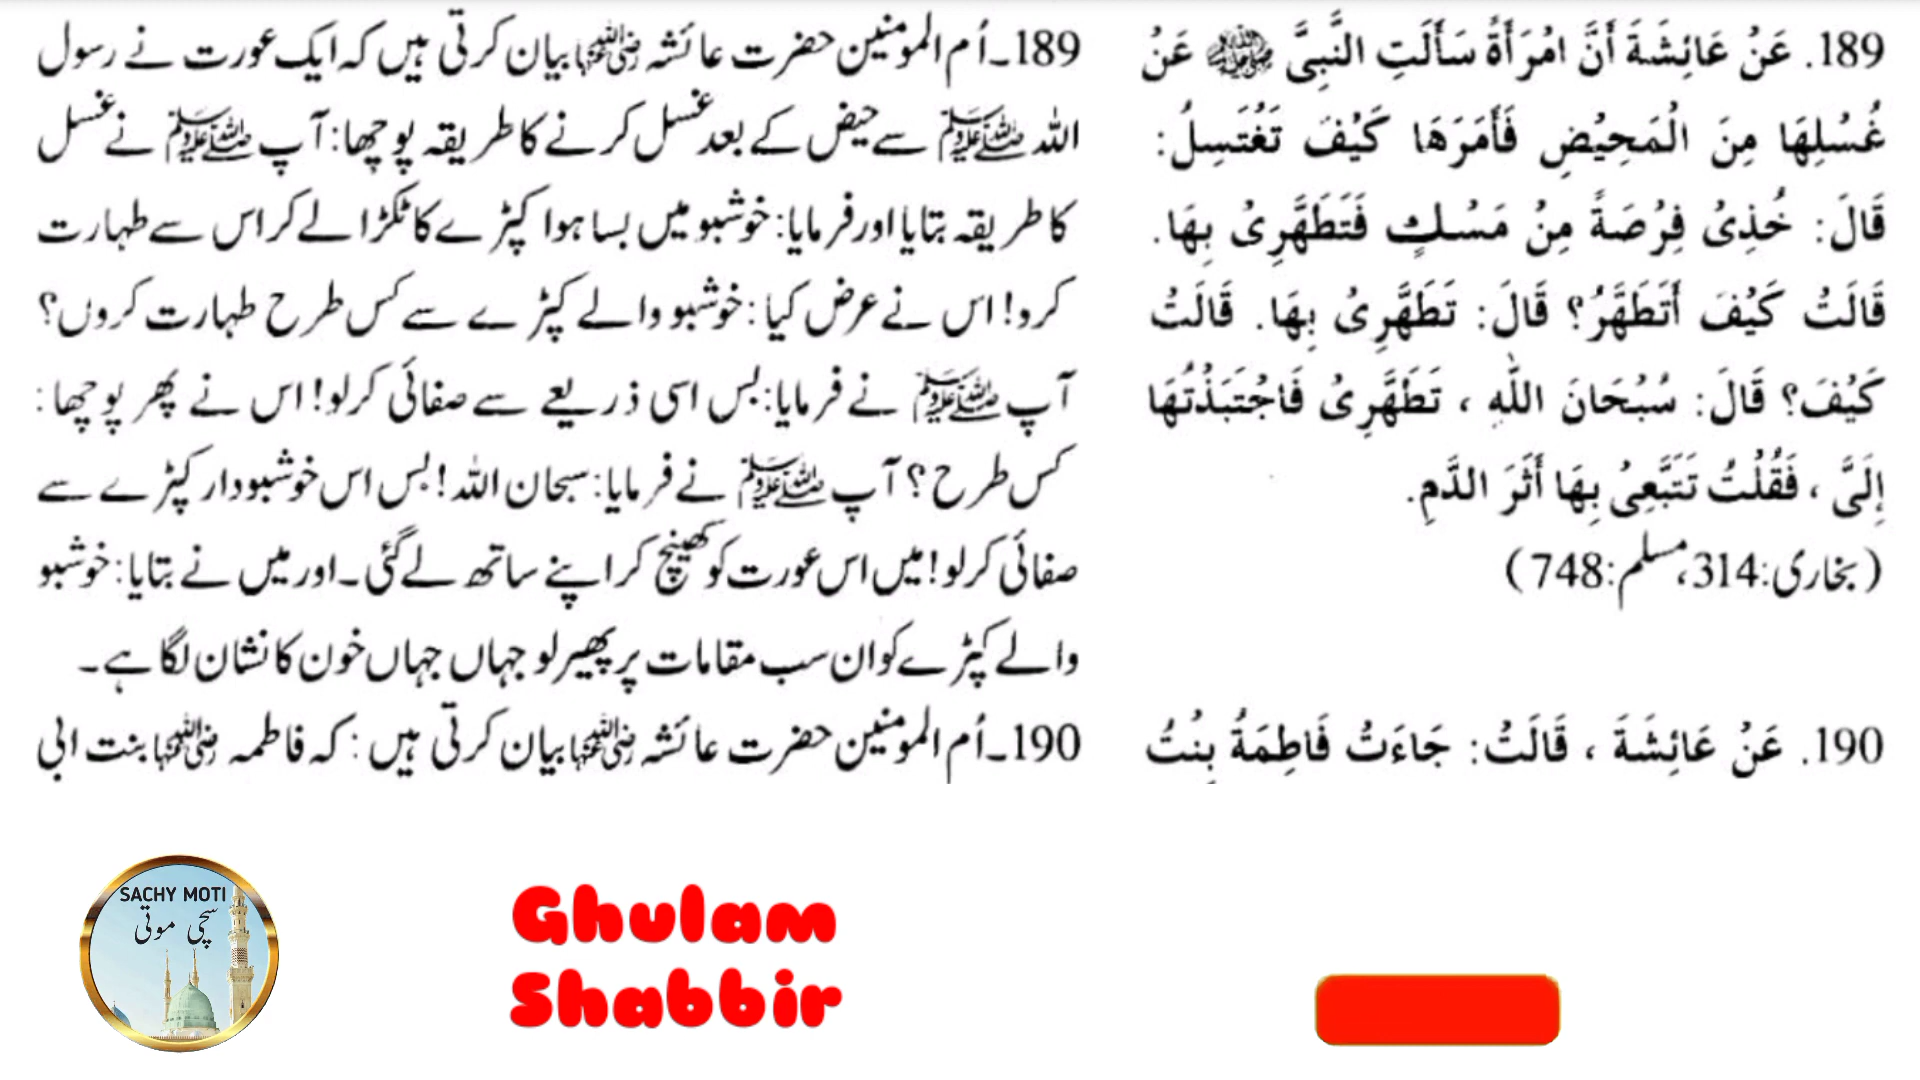 189. عَنُ عَائِشَةَ أَنَّ امُرَأَةً سَأَلَتِ النَّبِىَّ ﷺ عَنُ
غُسُلِهَا مِنَ الُمَحِيُضِ فَأَمَرَهَا كَيُفَ تَغُتَسِلُ:
قَالَ: خُذِىُ فِرُصَةً مِنُ مَسُكٍ فَتَطَهَّرِىُ بِهَا.
قَالَتُ كَيُفَ أَتَطَهَّرُ؟ قَالَ: تَطَهَّرِىُ بِهَا. قَالَتُ
كَيُفَ؟ قَالَ: سُبُحَانَ اللّٰهِ ، تَطَهَّرِىُ فَاجُتَبَذُتُهَا
إِلَىَّ ، فَقُلُتُ تَتَبَّعِىُ بِهَا أَثَرَ الدَّمِ.
(بخاری:314، مسلم:748)
190. عَنُ عَائِشَةَ ، قَالَتُ: جَاءَتُ فَاطِمَةُ بِنُتُ
189۔اُم المومنین حضرت عائشہ رضی اللہ عنہا بیان کرتی ہیں کہ ایک عورت نے رسول
اللہ ﷺ سے حیض کے بعد غسل کرنے کا طریقہ پوچھا: آپ ﷺ نے غسل
کا طریقہ بتایا اور فرمایا: خوشبو میں بسا ہوا کپڑے کا ٹکڑا لے کر اس سے طہارت
کرو! اس نے عرض کیا: خوشبو والے کپڑے سے کس طرح طہارت کروں؟
آپ ﷺ نے فرمایا: بس اسی ذریعے سے صفائی کر لو! اس نے پھر پوچھا:
کس طرح؟ آپ ﷺ نے فرمایا: سبحان اللہ! بس اس خوشبودار کپڑے سے
صفائی کر لو! میں اس عورت کو کھینچ کر اپنے ساتھ لے گئی۔ اور میں نے بتایا: خوشبو
والے کپڑے کو ان سب مقامات پر پھیر لو جہاں جہاں خون کا نشان لگا ہے۔
190۔اُم المومنین حضرت عائشہ رضی اللہ عنہا بیان کرتی ہیں: کہ فاطمہ رضی اللہ عنہا بنت ابی
SACHY MOTI
سچی موتی
Ghulam
Shabbir